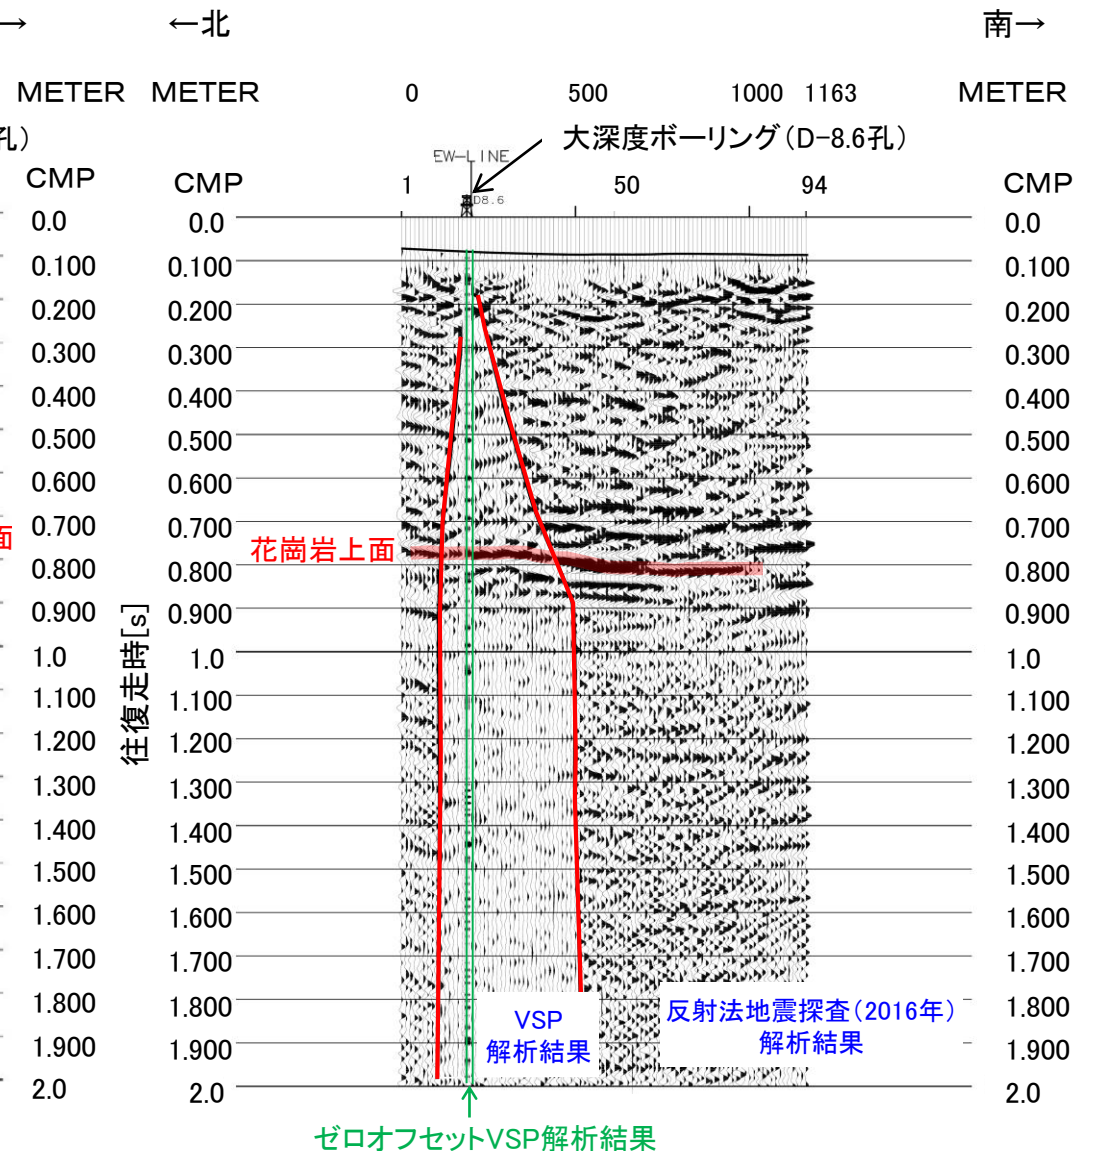 → ←北 南→
METER METER 0 500 1000 1163 METER
孔) 大深度ボーリング(D-8.6孔)
EW-LINE
CMP CMP 1 50 94 CMP
D8.6
0.0 0.0 0.0
0.100 0.100 0.100
0.200 0.200 0.200
0.300 0.300 0.300
0.400 0.400 0.400
0.500 0.500 0.500
0.600 0.600 0.600
0.700 0.700 0.700
面 花崗岩上面
0.800 0.800 0.800
0.900 0.900 0.900
往復走時[s]
1.0 1.0 1.0
1.100 1.100 1.100
1.200 1.200 1.200
1.300 1.300 1.300
1.400 1.400 1.400
1.500 1.500 1.500
1.600 1.600 1.600
1.700 1.700 1.700
1.800 1.800 1.800
VSP 反射法地震探査(2016年)
解析結果 解析結果
1.900 1.900 1.900
2.0 2.0 2.0
ゼロオフセットVSP解析結果